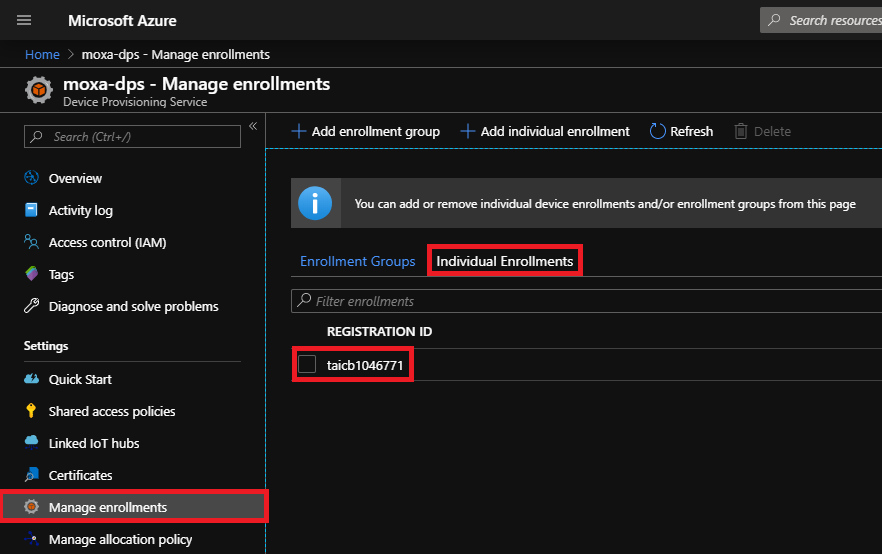 Microsoft Azure
Search resources
Home > moxa-dps - Manage enrollments
moxa-dps - Manage enrollments
Device Provisioning Service
Search (Ctrl+/)
«
Overview
Activity log
Access control (IAM)
Tags
Diagnose and solve problems
Settings
Quick Start
Shared access policies
Linked IoT hubs
Certificates
Manage enrollments
Manage allocation policy
Add enrollment group
Add individual enrollment
Refresh
Delete
You can add or remove individual device enrollments and/or enrollment groups from this page
Enrollment Groups
Individual Enrollments
Filter enrollments
REGISTRATION ID
taicb1046771